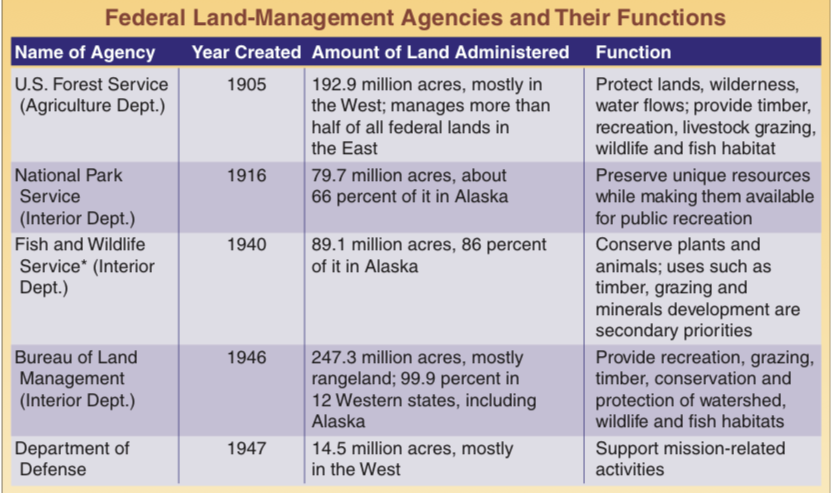 Federal Land-Management Agencies and Their Functions
Name of Agency Year Created Amount of Land Administered Function
U.S. Forest Service 1905 192.9 million acres, mostly in Protect lands, wilderness,
(Agriculture Dept.) the West; manages more than water flows; provide timber,
half of all federal lands in recreation, livestock grazing,
the East wildlife and fish habitat
National Park 1916 79.7 million acres, about Preserve unique resources
Service 66 percent of it in Alaska while making them available
(Interior Dept.) for public recreation
Fish and Wildlife 1940 89.1 million acres, 86 percent Conserve plants and
Service* (Interior of it in Alaska animals; uses such as
Dept.) timber, grazing and
minerals development are
secondary priorities
Bureau of Land 1946 247.3 million acres, mostly Provide recreation, grazing,
Management rangeland; 99.9 percent in timber, conservation and
(Interior Dept.) 12 Western states, including protection of watershed,
Alaska wildlife and fish habitats
Department of 1947 14.5 million acres, mostly Support mission-related
Defense in the West activities